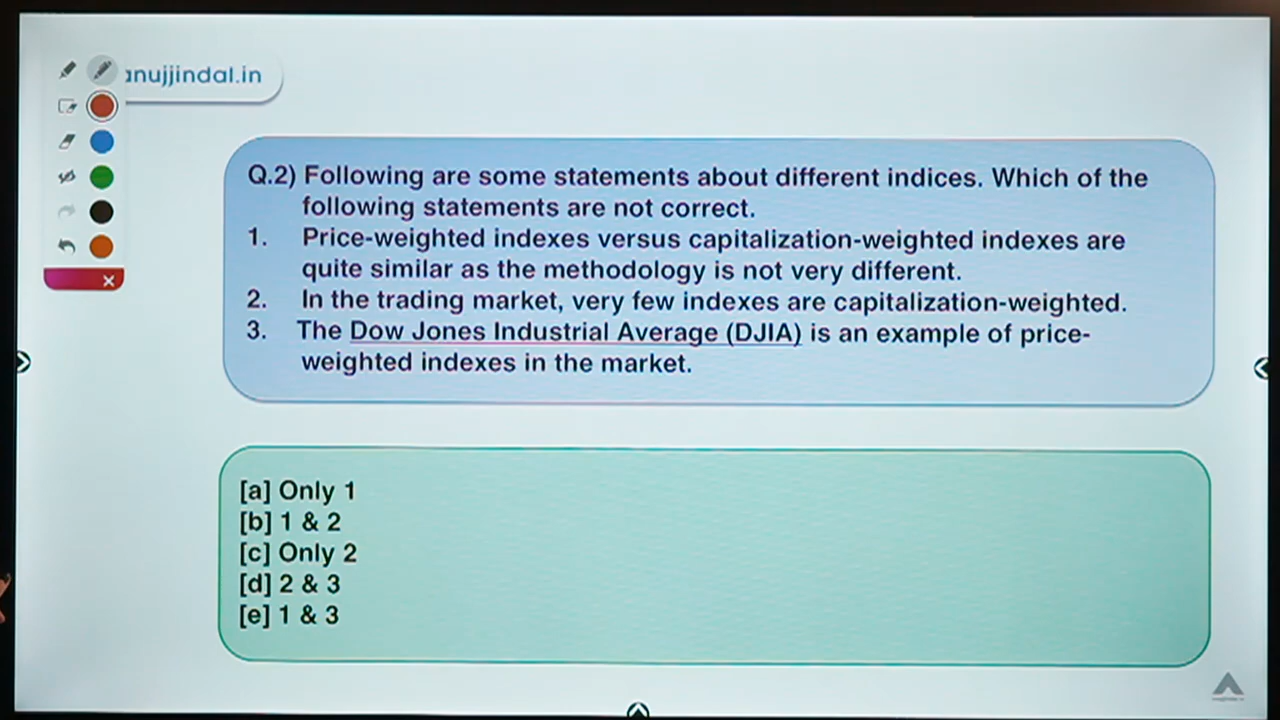 anujjindal.in
Q.2) Following are some statements about different indices. Which of the
following statements are not correct.
1. Price-weighted indexes versus capitalization-weighted indexes are
quite similar as the methodology is not very different.
2. In the trading market, very few indexes are capitalization-weighted.
3. The Dow Jones Industrial Average (DJIA) is an example of price-
weighted indexes in the market.
[a] Only 1
[b] 1 & 2
[c] Only 2
[d] 2 & 3
[e] 1 & 3